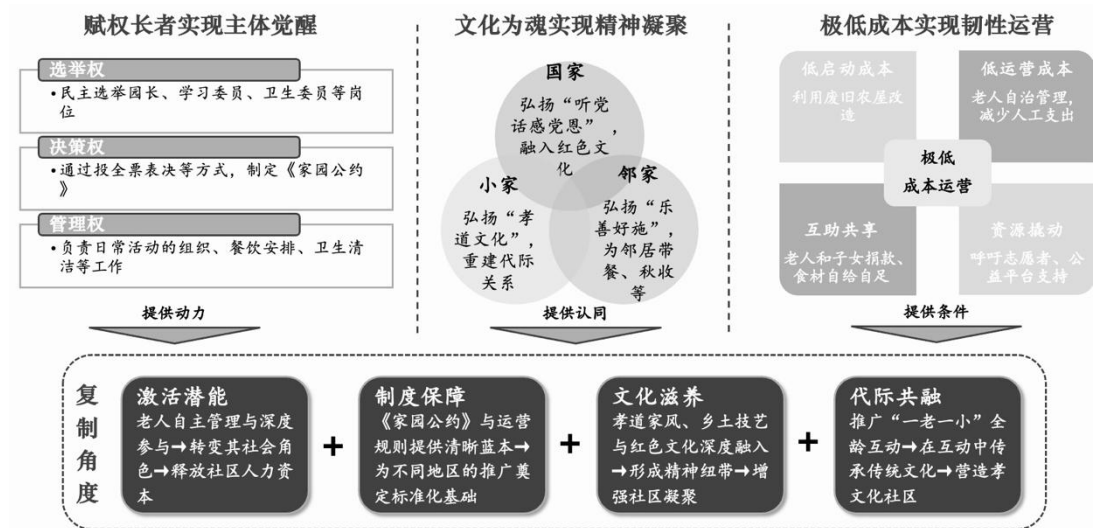 赋权长者实现主体觉醒
选举权
•民主选举园长、学习委员、卫生委员等岗
位
决策权
•通过投全票表决等方式，制定《家园公约
》
管理权
•负责日常活动的组织、餐饮安排、卫生清
洁等工作
提供动力
文化为魂实现精神凝聚
国家
弘扬“听党
话感党恩”，
融入红色文
化
小家
弘扬“孝
道文化”，
重建代际
关系
邻家
弘扬“乐
善好施”，
为邻居带
餐、秋收
等
提供认同
极低成本实现韧性运营
低启动成本
利用废旧农屋改
造
低运营成本
老人自治管理，
减少人工支出
极低
成本运营
互助共享
老人和子女捐款、
食材自给自足
资源撬动
呼吁志愿者、公
益平台支持
提供条件
复制角度
激活潜能
老人自主管理与深度
参与→转变其社会角
色→释放社区人力资
本
+
制度保障
《家园公约》与运营
规则提供清晰蓝本→
为不同地区的推广奠
定标准化基础
+
文化滋养
孝道家风、乡土技艺
与红色文化深度融入
→形成精神纽带→增
强社区凝聚
+
代际共融
推广“一老一小”全
龄互动→在互动中传
承传统文化→营造孝
文化社区